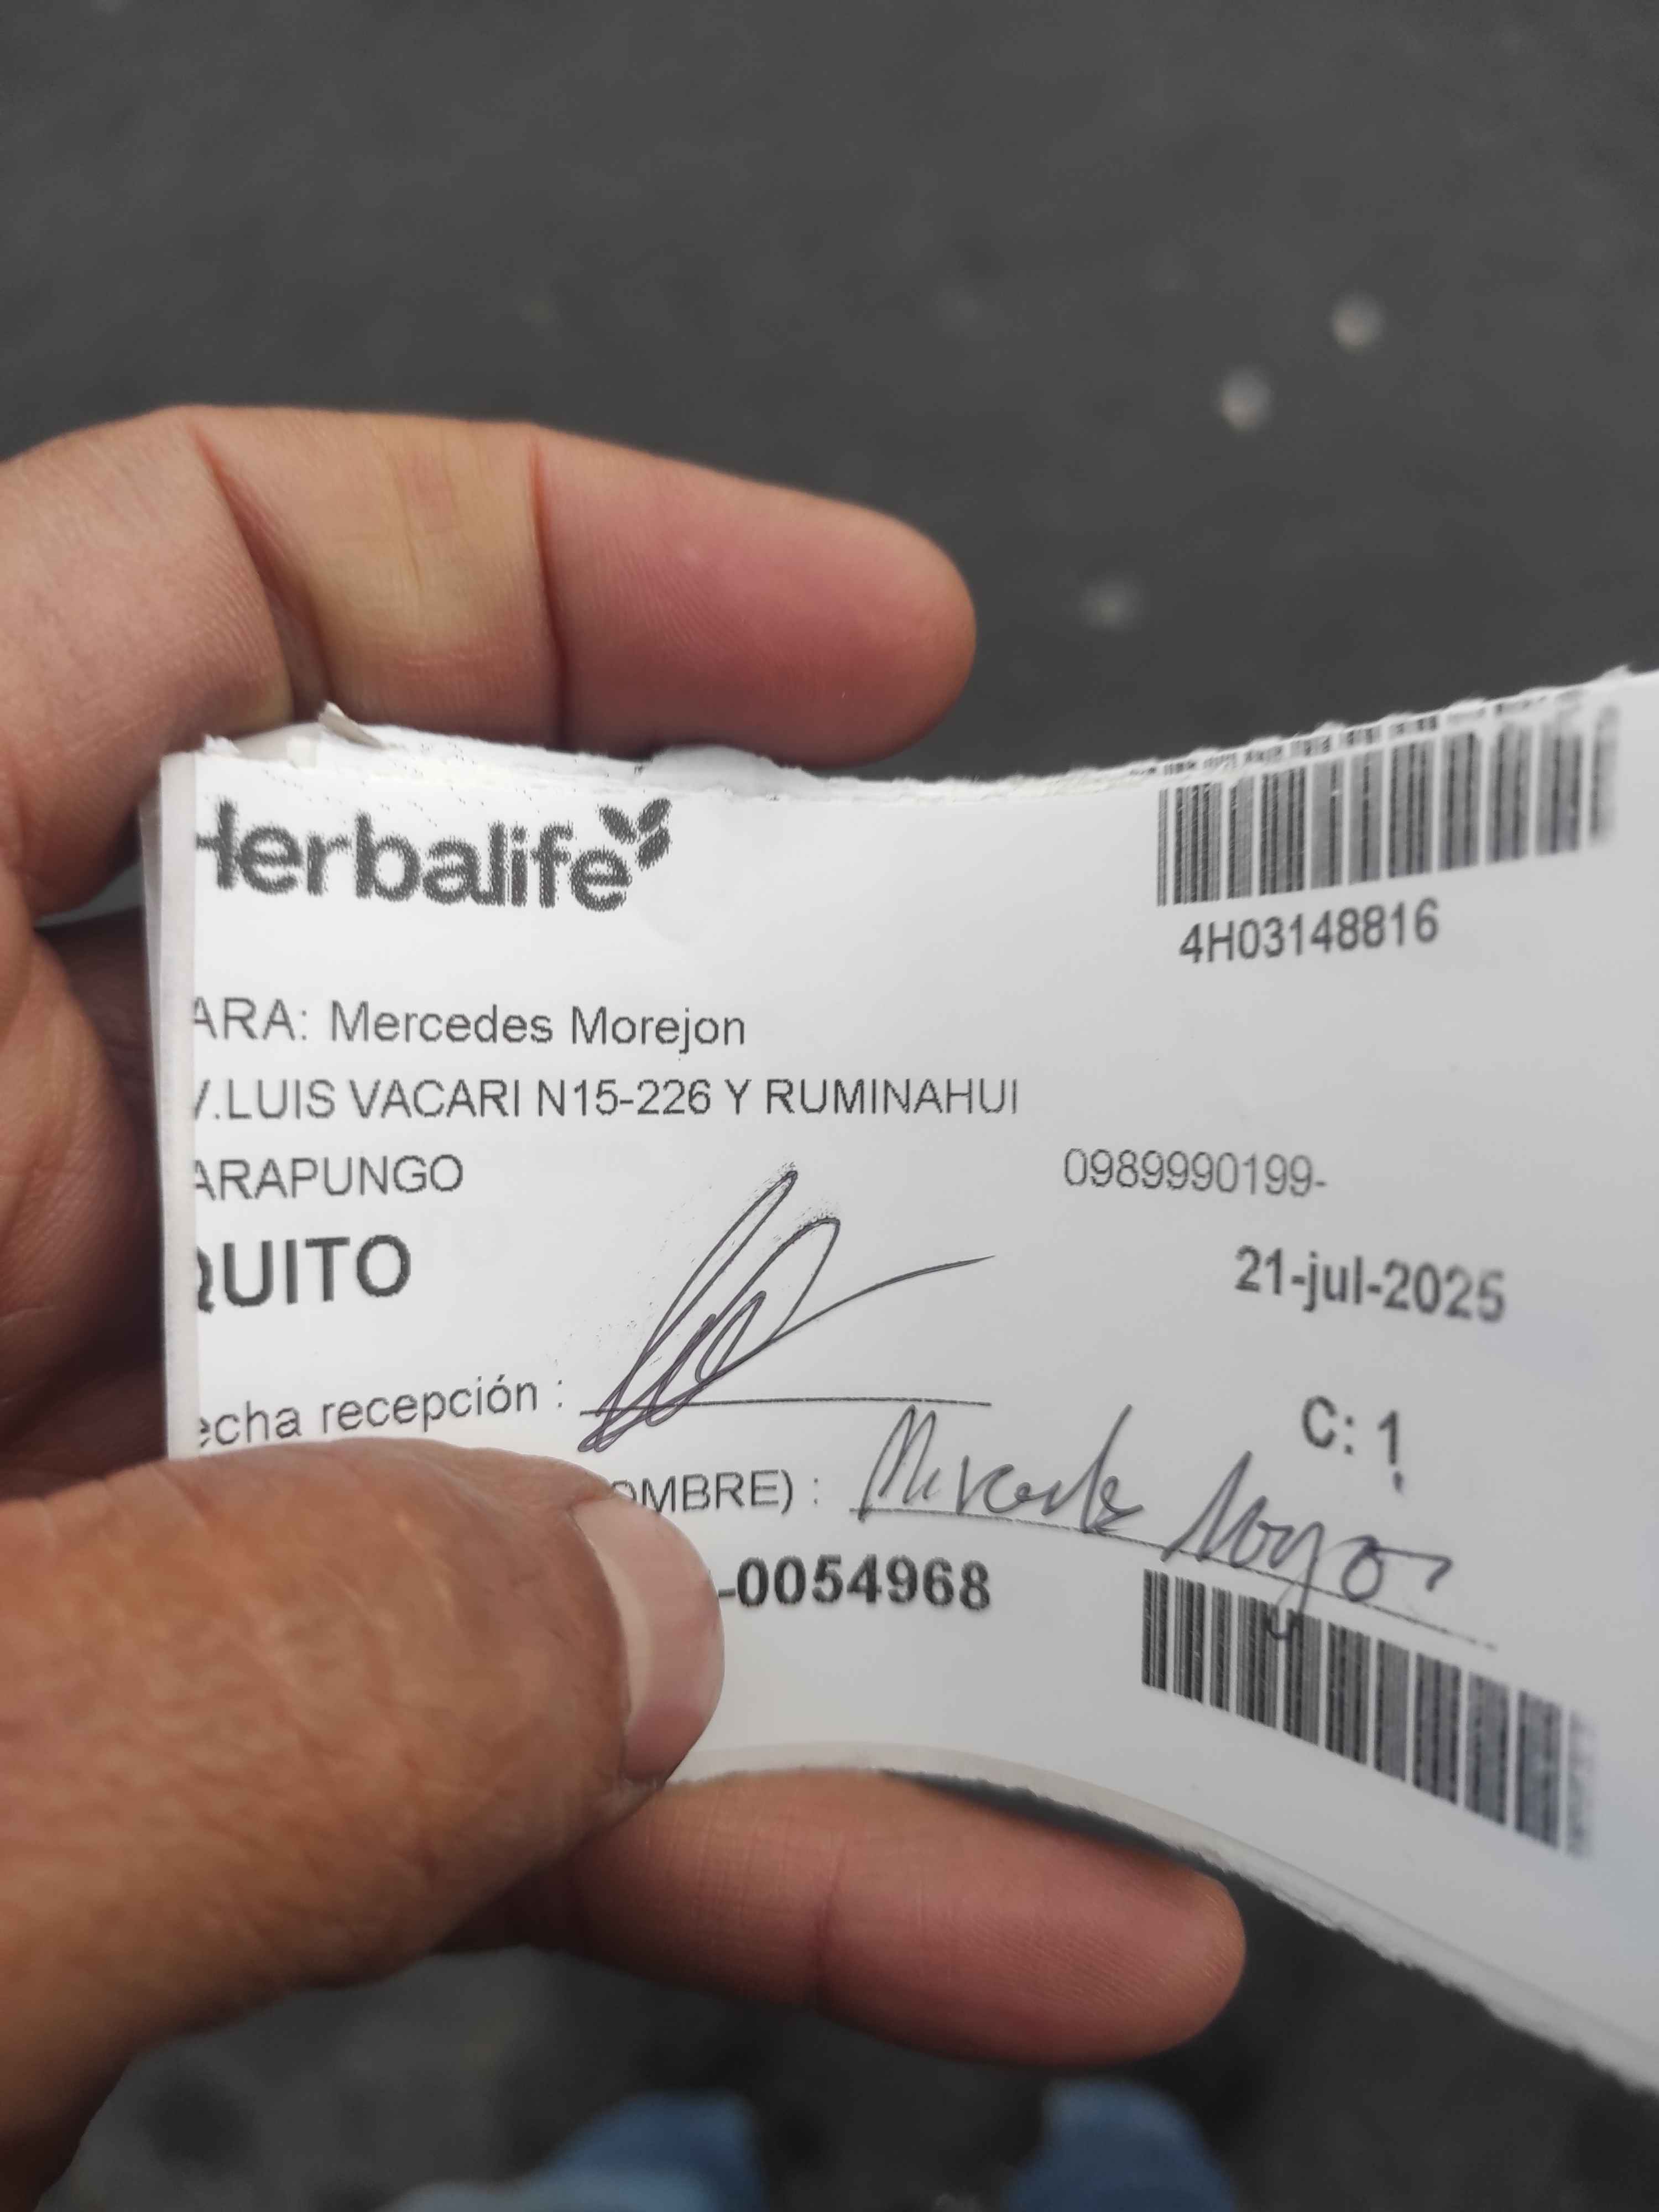 Herbalife
4H03148816
ARA: Mercedes Morejon
V.LUIS VACARI N15-226 Y RUMINAHUI
ARAPUNGO
0989990199-
QUITO
21-jul-2025
echa recepción :
C: 1
OMBRE) :
-0054968